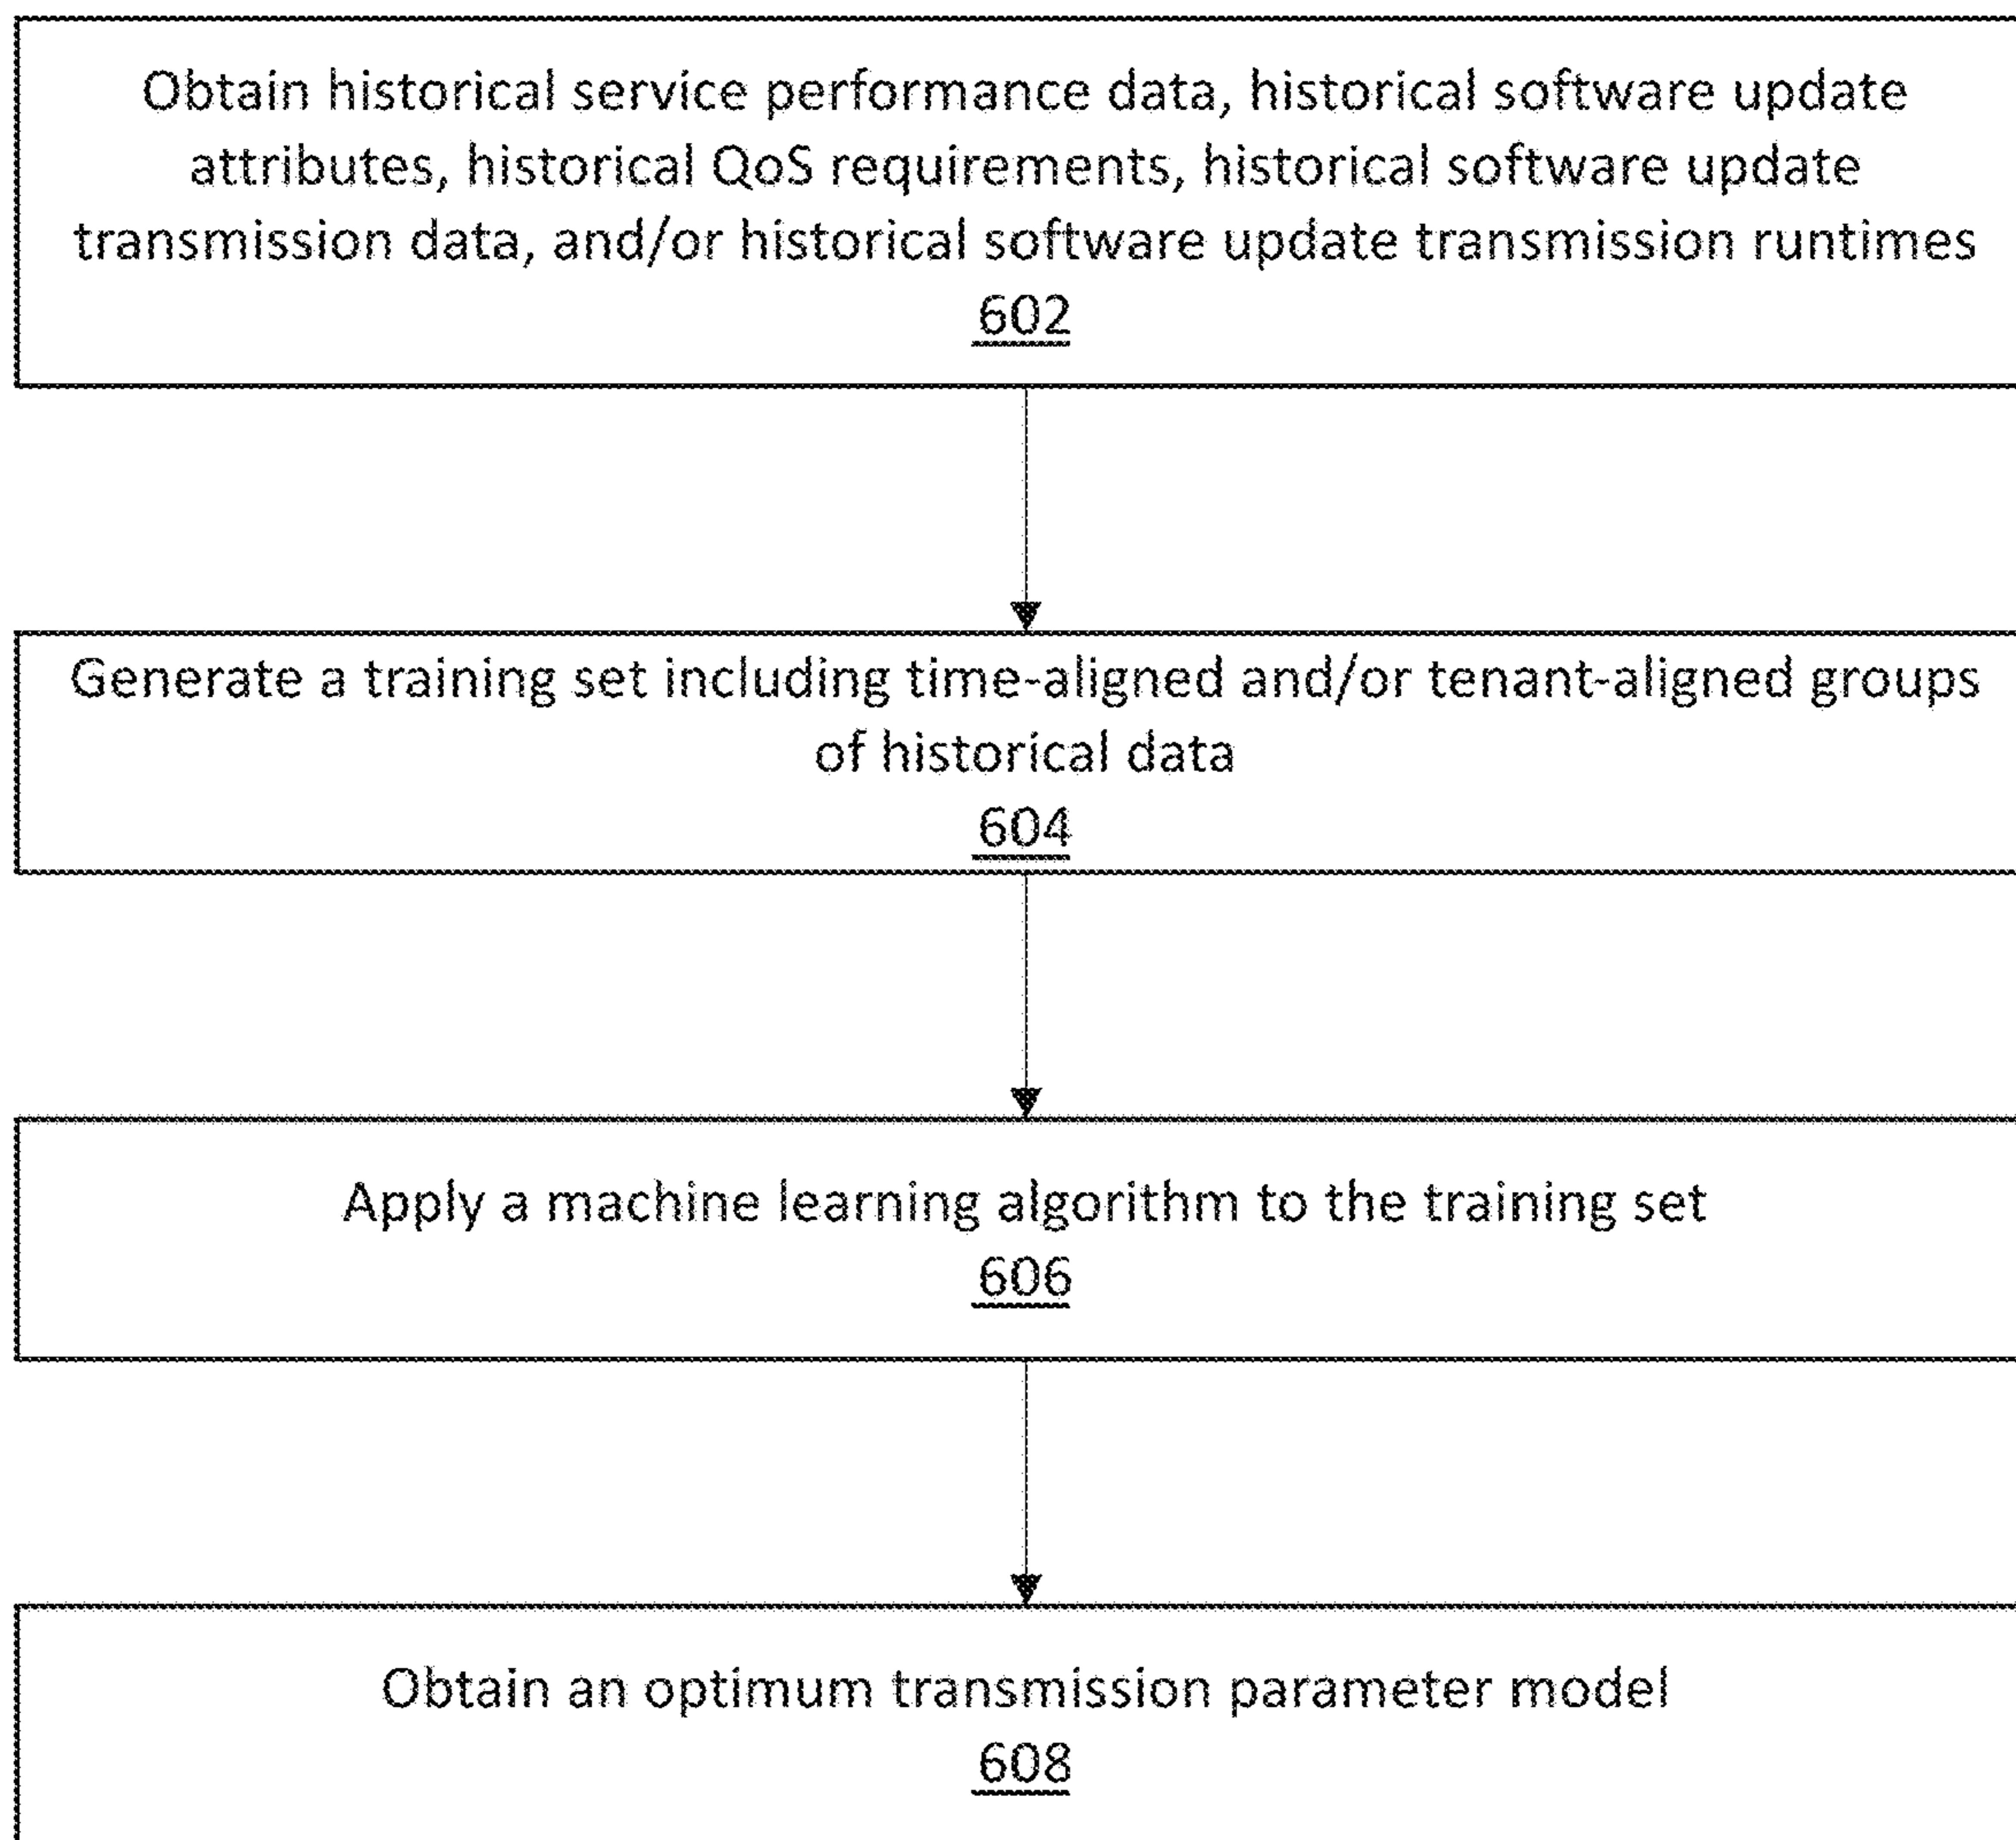 Obtain historical service performance data, historical software update
attributes, historical QoS requirements, historical software update
transmission data, and/or historical software update transmission runtimes
602
Generate a training set including time-aligned and/or tenant-aligned groups
of historical data
604
Apply a machine learning algorithm to the training set
606
Obtain an optimum transmission parameter model
608